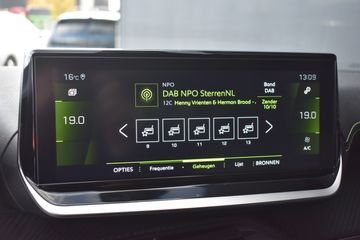 16°C
NPO
DAB NPO SterrenNL
12C Henny Vrienten & Herman Brood -
Band
DAB
Zender
10/10
13:09
19.0
19.0
A/C
9 10 11 12 13
OPTIES Frequentie Geheugen Lijst BRONNEN